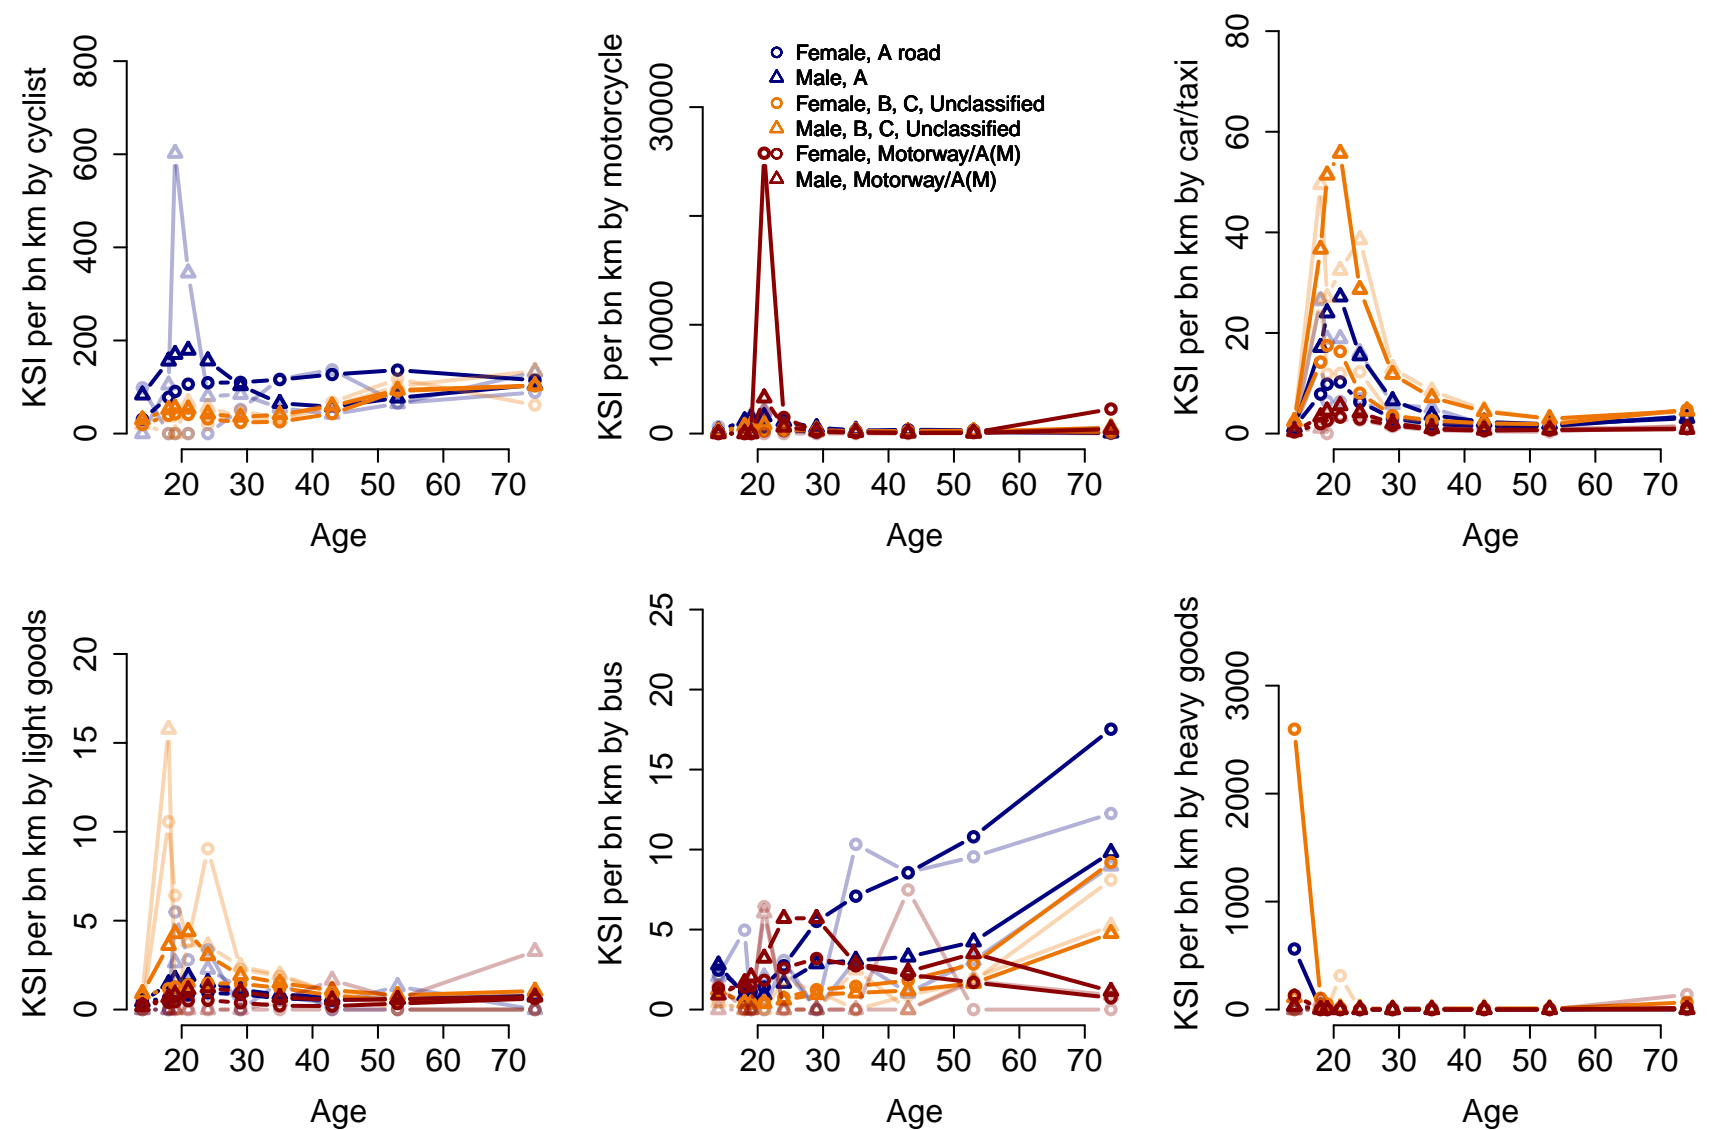 KSI per bn km by cyclist
800
600
400
200
0
20 30 40 50 60 70
Age
KSI per bn km by motorcycle
30000
10000
0
20 30 40 50 60 70
Age
Female, A road
Male, A
Female, B, C, Unclassified
Male, B, C, Unclassified
Female, Motorway/A(M)
Male, Motorway/A(M)
KSI per bn km by car/taxi
80
60
40
20
0
20 30 40 50 60 70
Age
KSI per bn km by light goods
20
15
10
5
0
20 30 40 50 60 70
Age
KSI per bn km by bus
25
20
15
10
5
0
20 30 40 50 60 70
Age
KSI per bn km by heavy goods
3000
2000
1000
0
20 30 40 50 60 70
Age